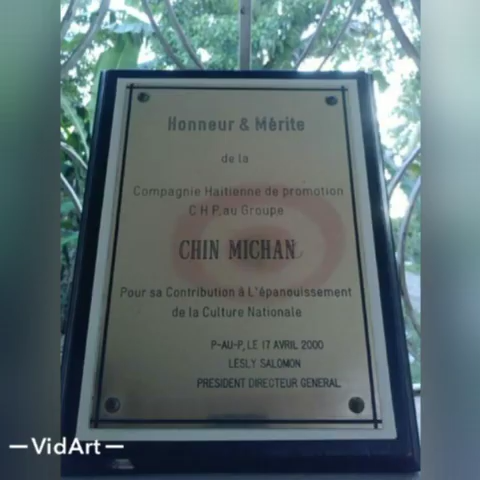 Honneur & Mérite
de la
Compagnie Haitienne de promotion
C H P, au Groupe
CHIN MICHAN
Pour sa Contribution à L'épanouissement
de la Culture Nationale
P-AU-P, LE 17 AVRIL 2000
LESLY SALOMON
PRESIDENT DIRECTEUR GENERAL
—VidArt—